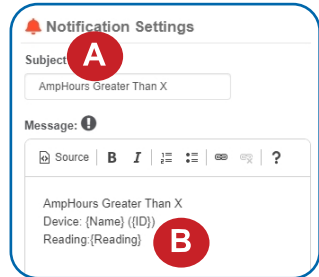 Notification Settings
Subject
A
AmpHours Greater Than X
Message:
Source B I ?
AmpHours Greater Than X
Device: {Name} ({ID})
Reading:{Reading}
B